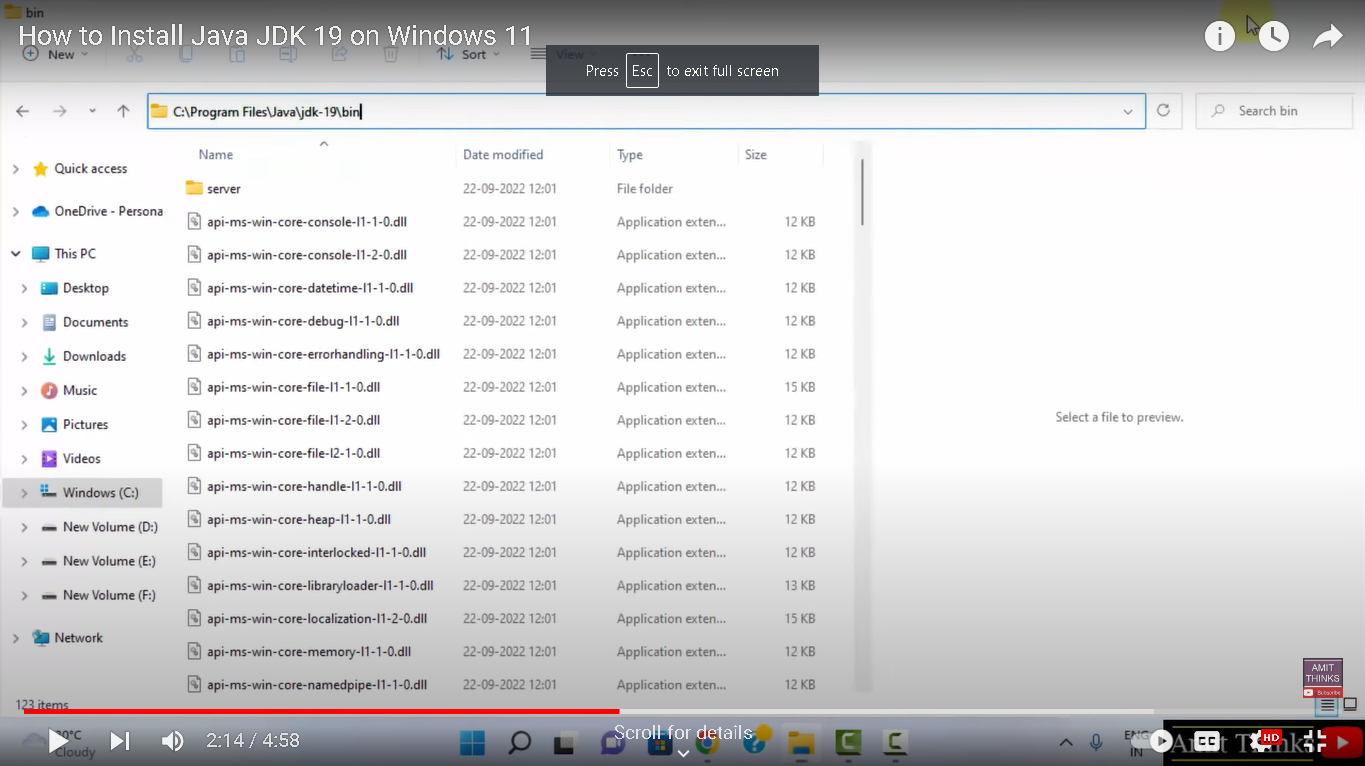 bin
How to Install Java JDK 19 on Windows 11
New Sort View
Press Esc to exit full screen
C:\Program Files\Java\jdk-19\bin
Search bin
Name Date modified Type Size
Quick access
OneDrive - Persona
This PC
Desktop
Documents
Downloads
Music
Pictures
Videos
Windows (C:)
New Volume (D:)
New Volume (E:)
New Volume (F:)
Network
server 22-09-2022 12:01 File folder
api-ms-win-core-console-l1-1-0.dll 22-09-2022 12:01 Application exten... 12 KB
api-ms-win-core-console-l1-2-0.dll 22-09-2022 12:01 Application exten... 12 KB
api-ms-win-core-datetime-l1-1-0.dll 22-09-2022 12:01 Application exten... 12 KB
api-ms-win-core-debug-l1-1-0.dll 22-09-2022 12:01 Application exten... 12 KB
api-ms-win-core-errorhandling-l1-1-0.dll 22-09-2022 12:01 Application exten... 12 KB
api-ms-win-core-file-l1-1-0.dll 22-09-2022 12:01 Application exten... 15 KB
api-ms-win-core-file-l1-2-0.dll 22-09-2022 12:01 Application exten... 12 KB
api-ms-win-core-file-l2-1-0.dll 22-09-2022 12:01 Application exten... 12 KB
api-ms-win-core-handle-l1-1-0.dll 22-09-2022 12:01 Application exten... 12 KB
api-ms-win-core-heap-l1-1-0.dll 22-09-2022 12:01 Application exten... 12 KB
api-ms-win-core-interlocked-l1-1-0.dll 22-09-2022 12:01 Application exten... 12 KB
api-ms-win-core-libraryloader-l1-1-0.dll 22-09-2022 12:01 Application exten... 13 KB
api-ms-win-core-localization-l1-2-0.dll 22-09-2022 12:01 Application exten... 15 KB
api-ms-win-core-memory-l1-1-0.dll 22-09-2022 12:01 Application exten... 12 KB
api-ms-win-core-namedpipe-l1-1-0.dll 22-09-2022 12:01 Application exten... 12 KB
Select a file to preview.
AMIT
THINKS
Subscribe
123 items
Cloudy
2:14 / 4:58
Scroll for details
ENG
IN
Amit Thinks
CC
HD